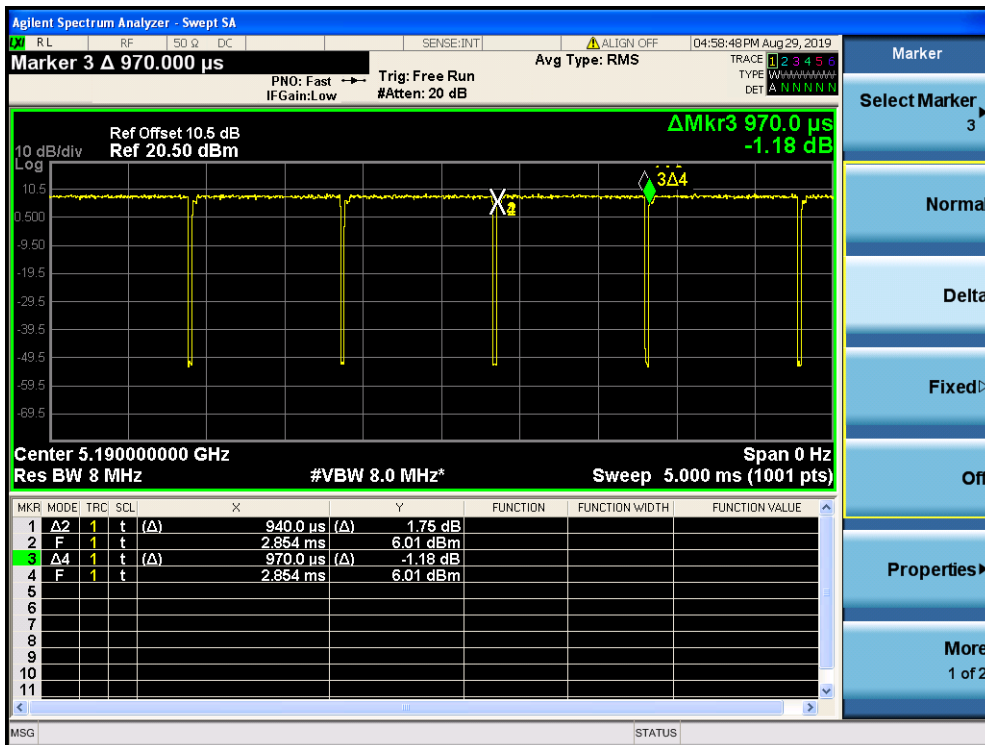 Agilent Spectrum Analyzer - Swept SA
LXI RL RF 50 Ω DC SENSE:INT ALIGN OFF 04:58:48 PM Aug 29, 2019
Marker 3 Δ 970.000 µs
PNO: Fast
IFGain:Low
Trig: Free Run
#Atten: 20 dB
Avg Type: RMS
TRACE 1 2 3 4 5 6
TYPE WWWWWW
DET A N N N N N
ΔMkr3 970.0 µs
-1.18 dB
Ref Offset 10.5 dB
10 dB/div Ref 20.50 dBm
Log
10.5
0.500
-9.50
-19.5
-29.5
-39.5
-49.5
-59.5
-69.5
3Δ4
Center 5.190000000 GHz Span 0 Hz
Res BW 8 MHz #VBW 8.0 MHz* Sweep 5.000 ms (1001 pts)
MKR MODE TRC SCL X Y FUNCTION FUNCTION WIDTH FUNCTION VALUE
1 Δ2 1 t (Δ) 940.0 µs (Δ) 1.75 dB
2 F 1 t 2.854 ms 6.01 dBm
3 Δ4 1 t (Δ) 970.0 µs (Δ) -1.18 dB
4 F 1 t 2.854 ms 6.01 dBm
5
6
7
8
9
10
11
MSG STATUS
Marker
Select Marker
3
Normal
Delta
Fixed
Off
Properties
More
1 of 2